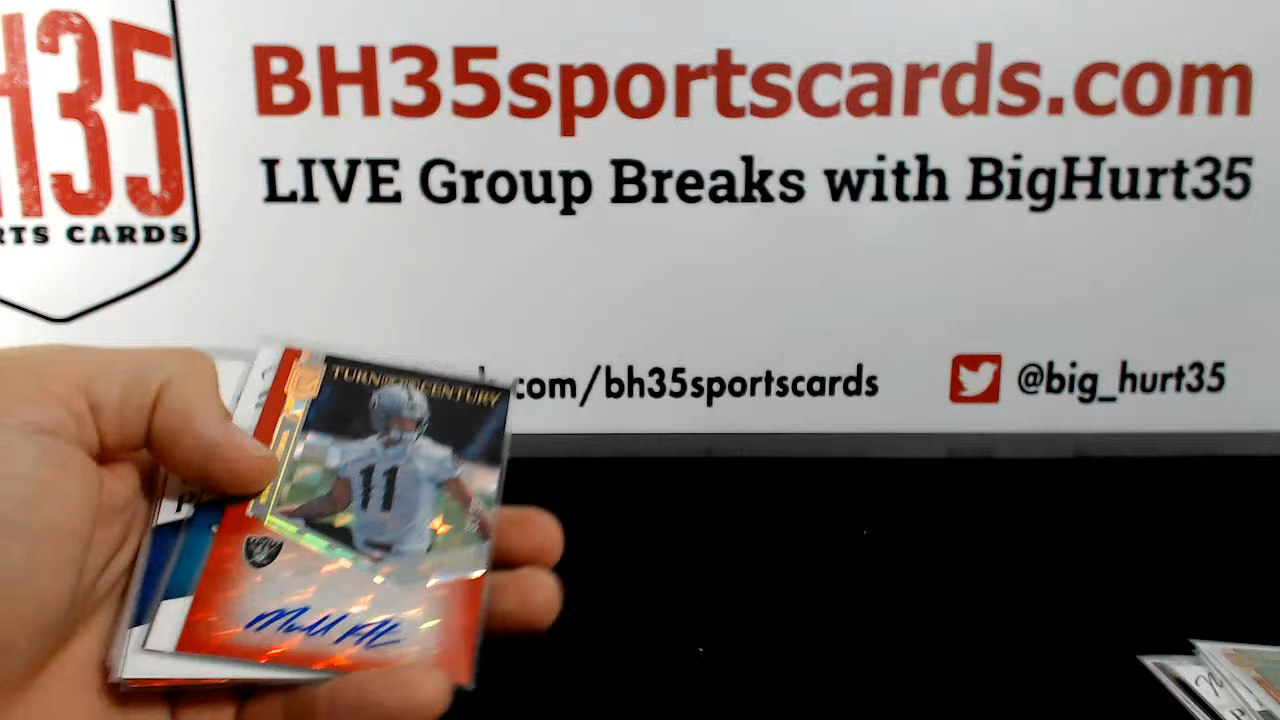 H35
RTS CARDS
BH35sportscards.com
LIVE Group Breaks with BigHurt35
.com/bh35sportscards
@big_hurt35
TURN OF THE CENTURY
11